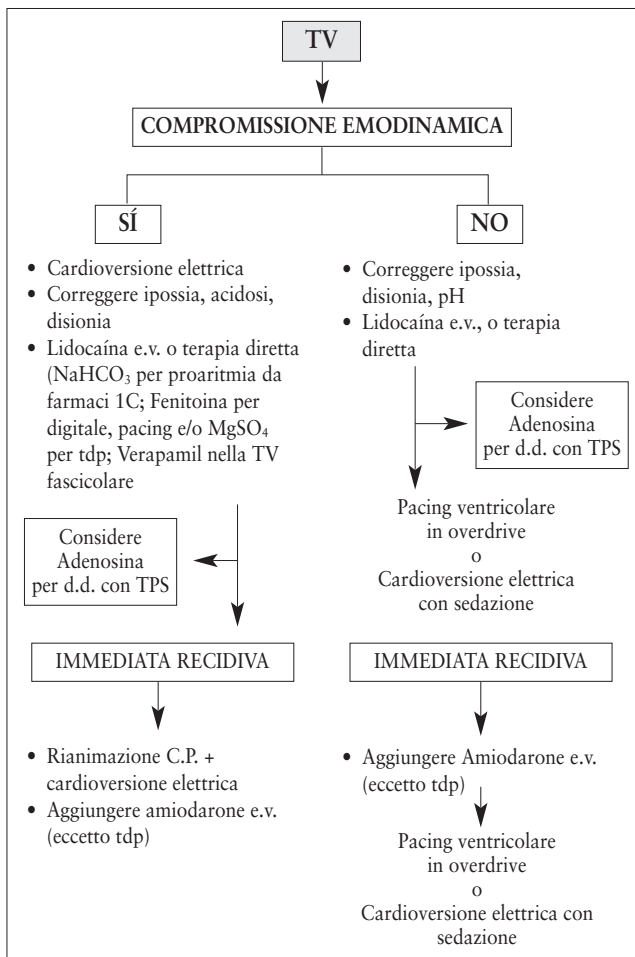 TV
COMPROMISSIONE EMODINAMICA
SÍ
• Cardioversione elettrica
• Correggere ipossia, acidosi,
disionia
• Lidocaína e.v. o terapia diretta
(NaHCO₃ per proaritmia da
farmaci 1C; Fenitoina per
digitale, pacing e/o MgSO₄
per tdp; Verapamil nella TV
fascicolare
Considere
Adenosina
per d.d. con TPS
IMMEDIATA RECIDIVA
• Rianimazione C.P. +
cardioversione elettrica
• Aggiungere amiodarone e.v.
(eccetto tdp)
NO
• Correggere ipossia,
disionia, pH
• Lidocaína e.v., o terapia
diretta
Considere
Adenosina
per d.d. con TPS
Pacing ventricolare
in overdrive
o
Cardioversione elettrica
con sedazione
IMMEDIATA RECIDIVA
• Aggiungere Amiodarone e.v.
(eccetto tdp)
Pacing ventricolare
in overdrive
o
Cardioversione elettrica con
sedazione